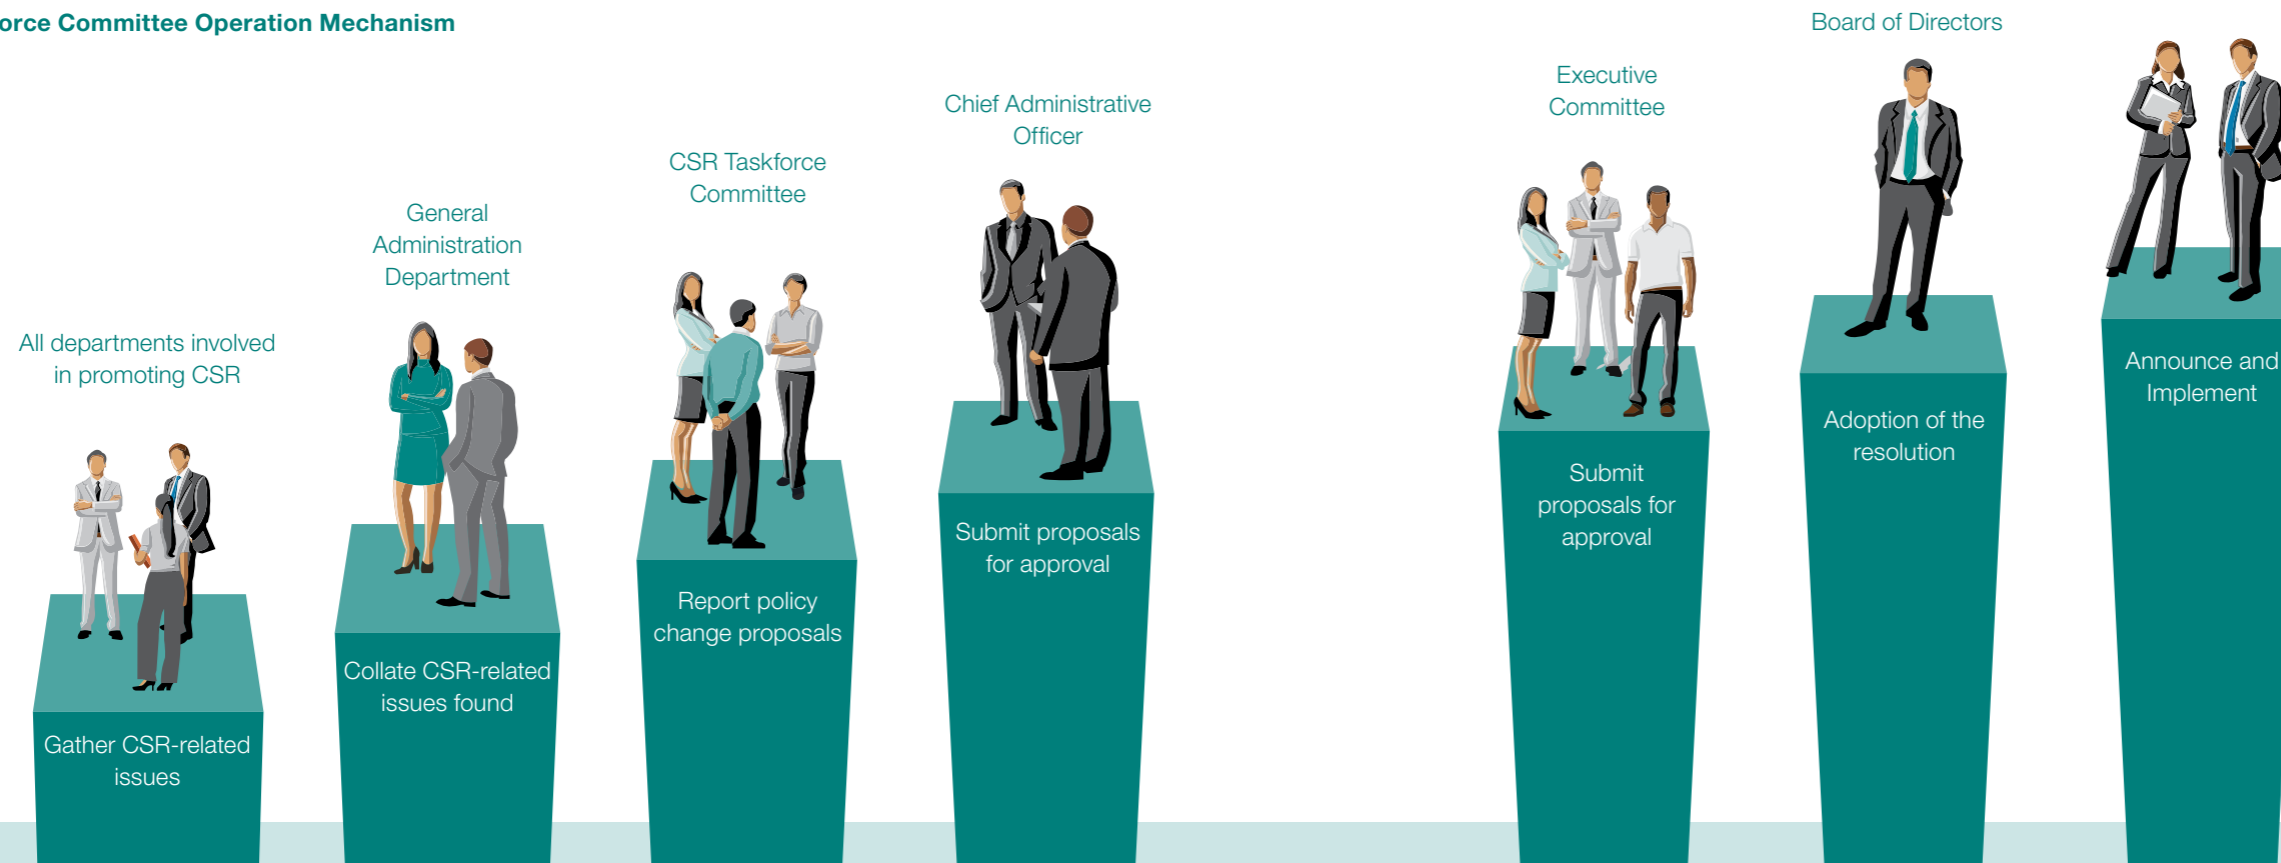 Committee Operation Mechanism
All departments involved
in promoting CSR
Gather CSR-related
issues
General
Administration
Department
Collate CSR-related
issues found
CSR Taskforce
Committee
Report policy
change proposals
Chief Administrative
Officer
Submit proposals
for approval
Executive
Committee
Submit
proposals for
approval
Board of Directors
Adoption of the
resolution
Announce and
Implement